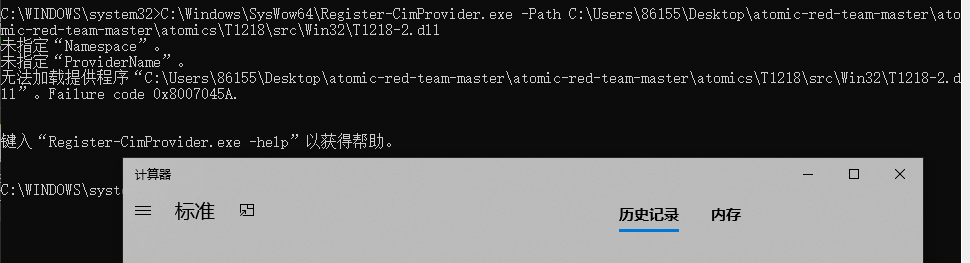 C:\WINDOWS\system32>C:\Windows\SysWow64\Register-CimProvider.exe -Path C:\Users\86155\Desktop\atomic-red-team-master\ato
mic-red-team-master\atomics\T1218\src\Win32\T1218-2.dll
未指定“Namespace”。
未指定“ProviderName”。
无法加载提供程序“C:\Users\86155\Desktop\atomic-red-team-master\atomic-red-team-master\atomics\T1218\src\Win32\T1218-2.d
ll”。Failure code 0x8007045A.
键入“Register-CimProvider.exe -help”以获得帮助。
C:\WINDOWS\syst
计算器
标准
历史记录 内存